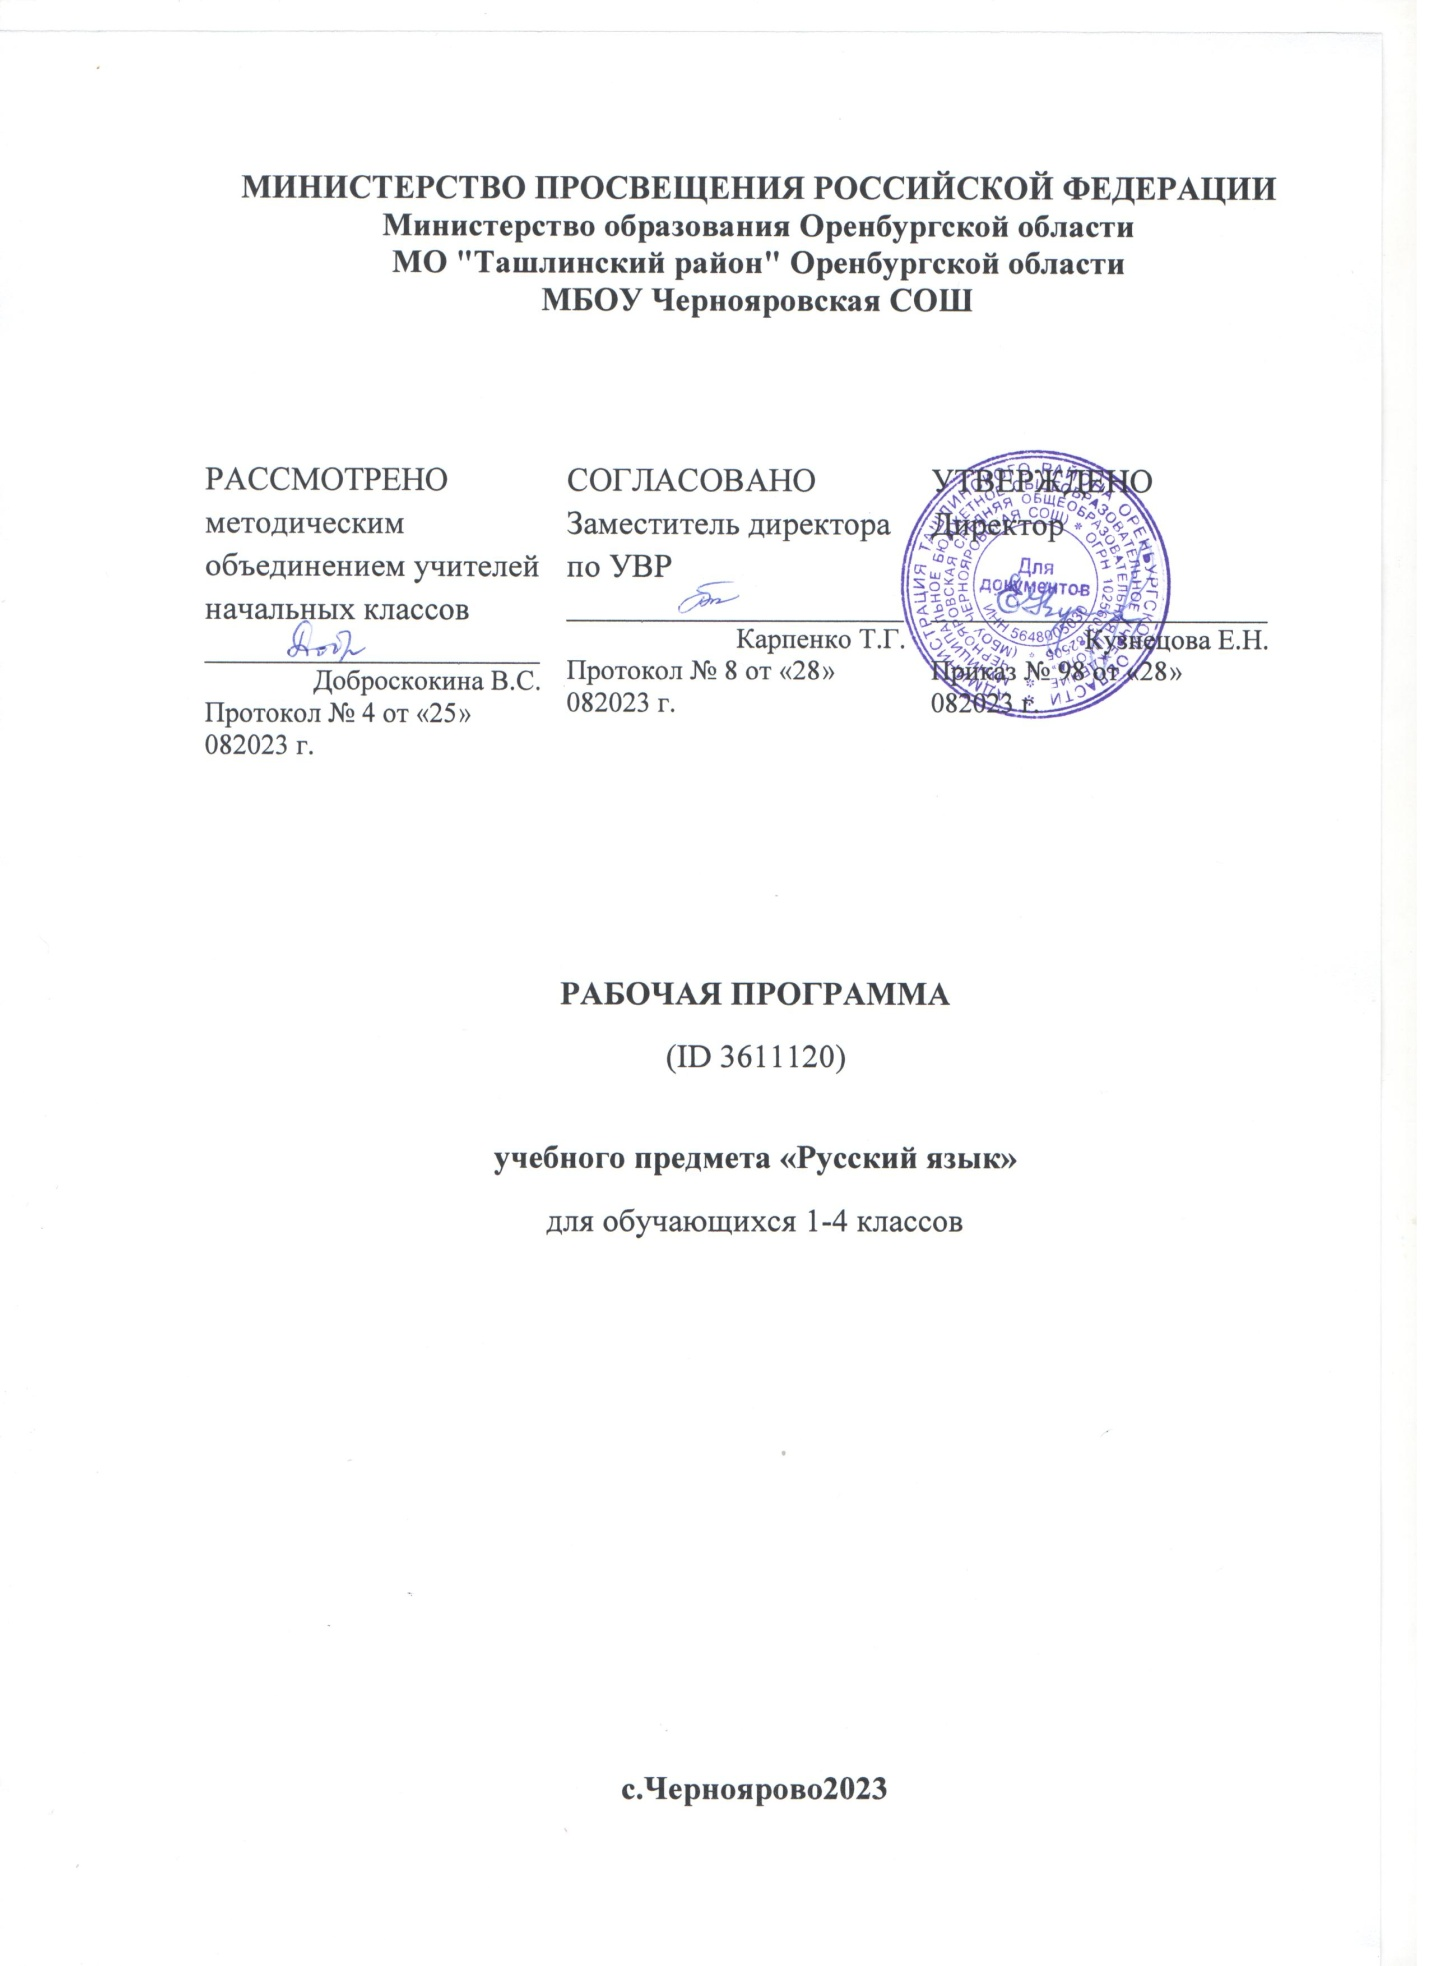 МИНИСТЕРСТВО ПРОСВЕЩЕНИЯ РОССИЙСКОЙ ФЕДЕРАЦИИ
Министерство образования Оренбургской области
МО "Ташлинский район" Оренбургской области
МБОУ Чернояровская СОШ
РАССМОТРЕНО
методическим
объединением учителей
начальных классов
Доброскокина В.С.
Протокол № 4 от «25»
082023 г.
СОГЛАСОВАНО
Заместитель директора
по УВР
Карпенко Т.Г.
Протокол № 8 от «28»
082023 г.
УТВЕРЖДЕНО
Директор
Кузнецова Е.Н.
Приказ № 98 от «28»
082023 г.
Для
документов
РАБОЧАЯ ПРОГРАММА
(ID 3611120)
учебного предмета «Русский язык»
для обучающихся 1-4 классов
с.Черноярово2023